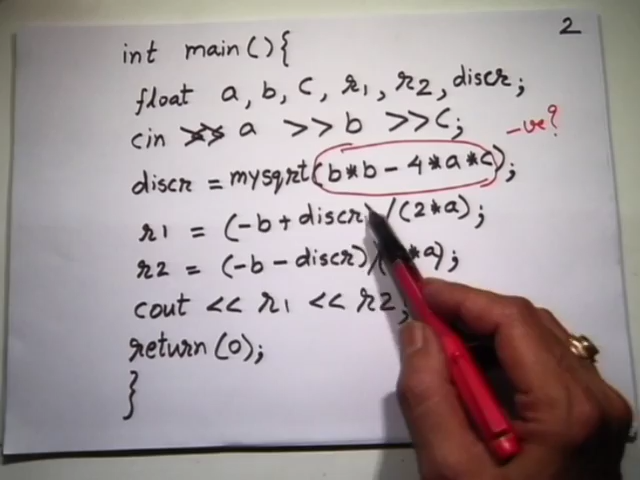 2
int main(){
float a, b, c, r1, r2, discr;
cin >> a >> b >> c;
-ve?
discr = mysqrt(b*b - 4*a*c);
r1 = (-b + discr)/(2*a);
r2 = (-b - discr)/(*a);
cout << r1 << r2;
return(0);
}